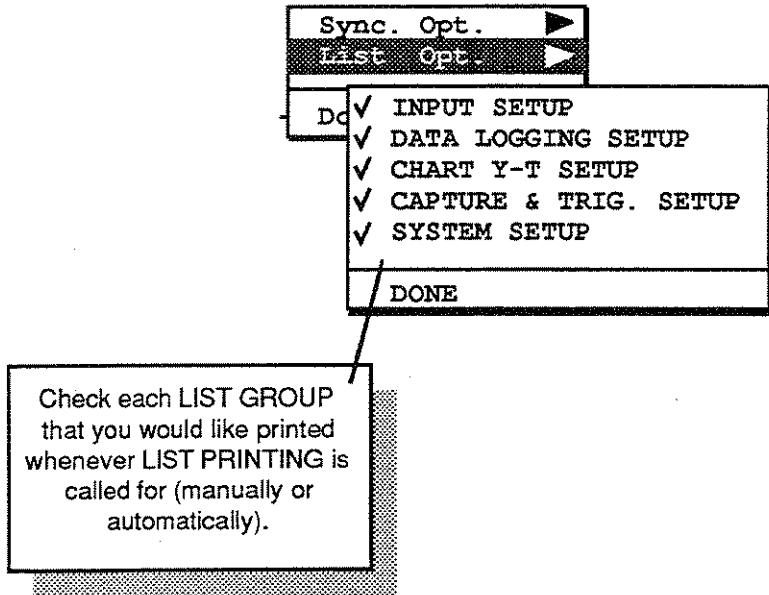 Sync. Opt.
List Opt.
Do
✓ INPUT SETUP
✓ DATA LOGGING SETUP
✓ CHART Y-T SETUP
✓ CAPTURE & TRIG. SETUP
✓ SYSTEM SETUP
DONE
Check each LIST GROUP
that you would like printed
whenever LIST PRINTING is
called for (manually or
automatically).